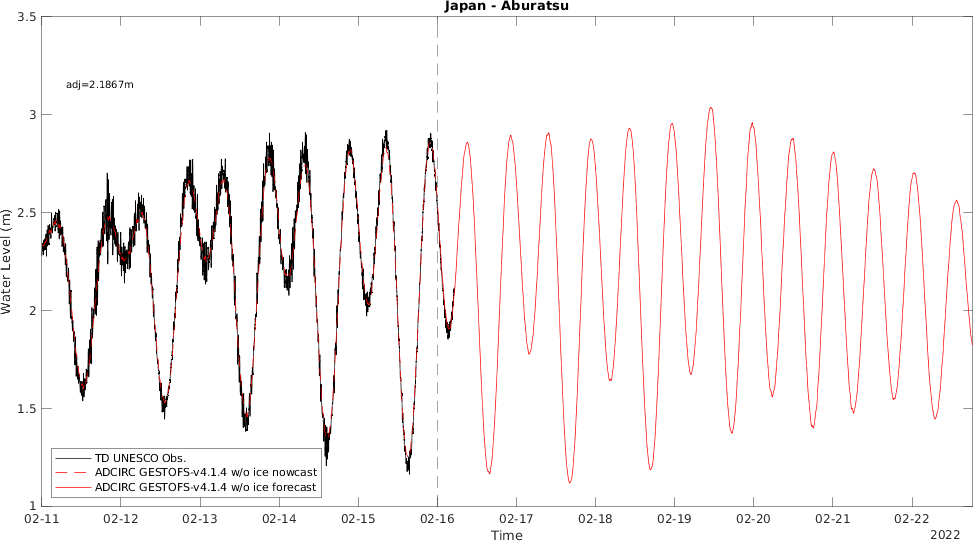 Japan - Aburatsu
3.5
adj=2.1867m
3
2.5
Water Level (m)
2
1.5
TD UNESCO Obs.
ADCIRC GESTOFS-v4.1.4 w/o ice nowcast
ADCIRC GESTOFS-v4.1.4 w/o ice forecast
1
02-11 02-12 02-13 02-14 02-15 02-16 02-17 02-18 02-19 02-20 02-21 02-22
Time 2022